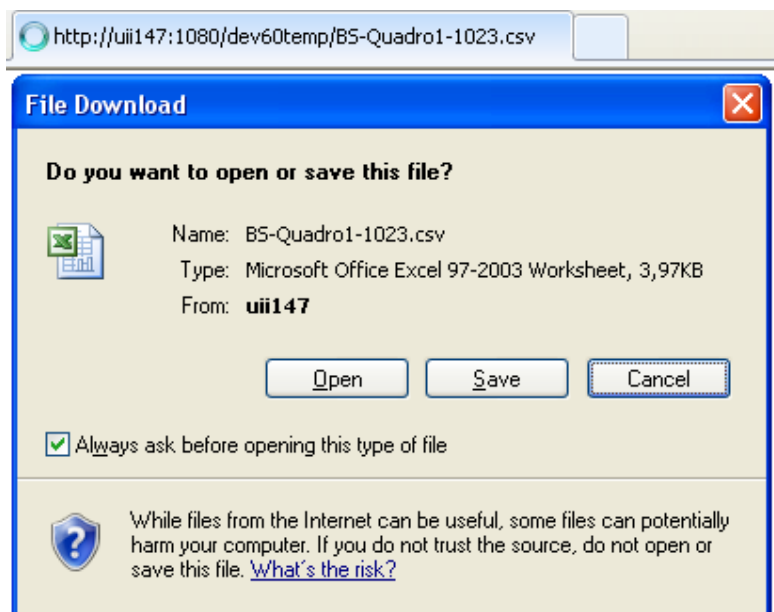 http://uii147:1080/dev60temp/BS-Quadro1-1023.csv
File Download
Do you want to open or save this file?
Name: BS-Quadro1-1023.csv
Type: Microsoft Office Excel 97-2003 Worksheet, 3,97KB
From: uii147
Open Save Cancel
Always ask before opening this type of file
While files from the Internet can be useful, some files can potentially
harm your computer. If you do not trust the source, do not open or
save this file. What's the risk?